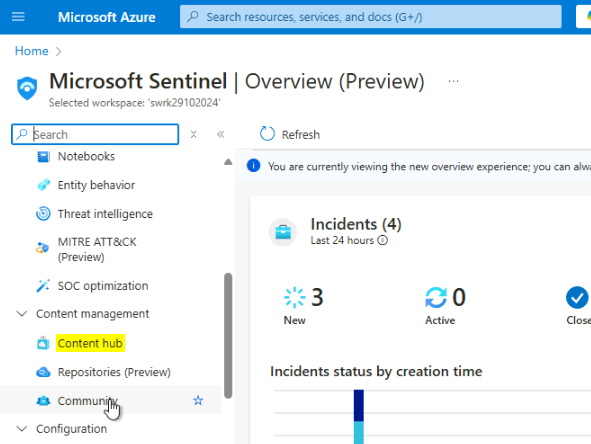 Microsoft Azure
Search resources, services, and docs (G+/)
Home
Microsoft Sentinel | Overview (Preview) ...
Selected workspace: 'swrk29102024'
Search
Refresh
Notebooks
Entity behavior
Threat intelligence
MITRE ATT&CK
(Preview)
SOC optimization
Content management
Content hub
Repositories (Preview)
Community
Configuration
You are currently viewing the new overview experience; you can alwa
Incidents (4)
Last 24 hours
3
New
0
Active
Close
Incidents status by creation time